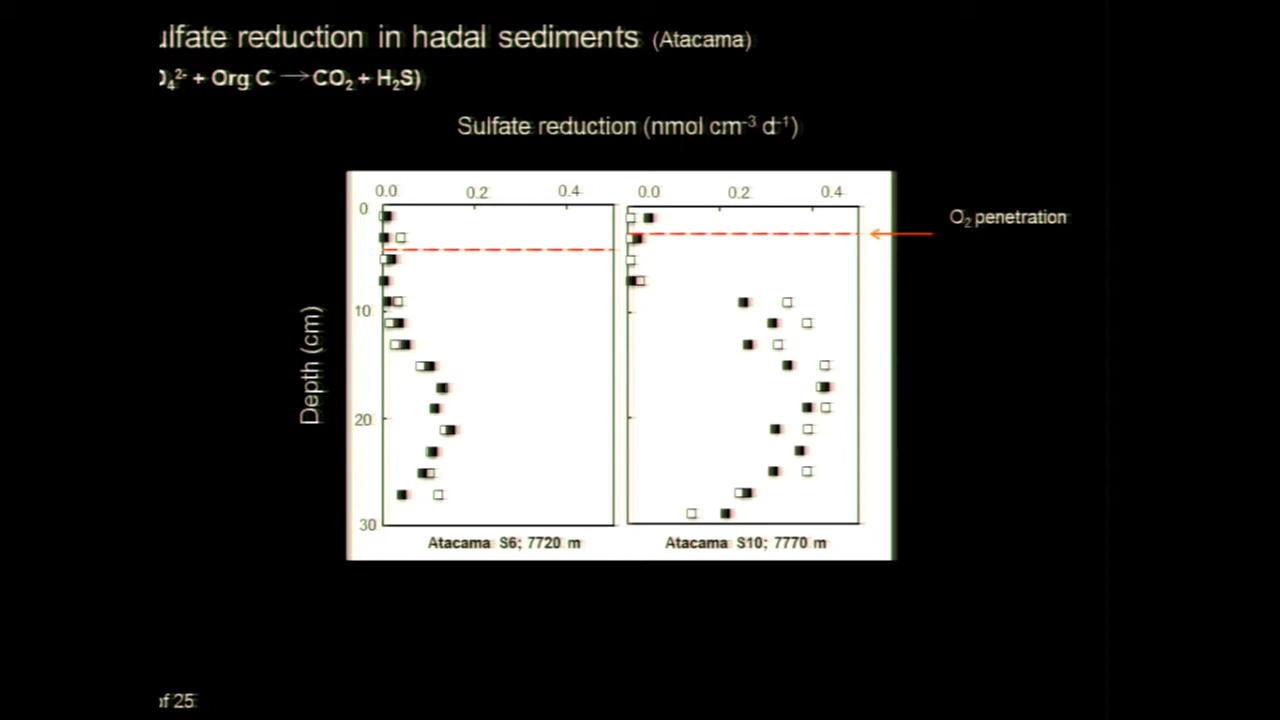 ulfate reduction in hadal sediments (Atacama)
O₄²⁻ + Org C → CO₂ + H₂S)
Sulfate reduction (nmol cm⁻³ d⁻¹)
0.0 0.2 0.4 0.0 0.2 0.4
O₂ penetration
Depth (cm)
0
10
20
30
Atacama S6; 7720 m
Atacama S10; 7770 m
of 25